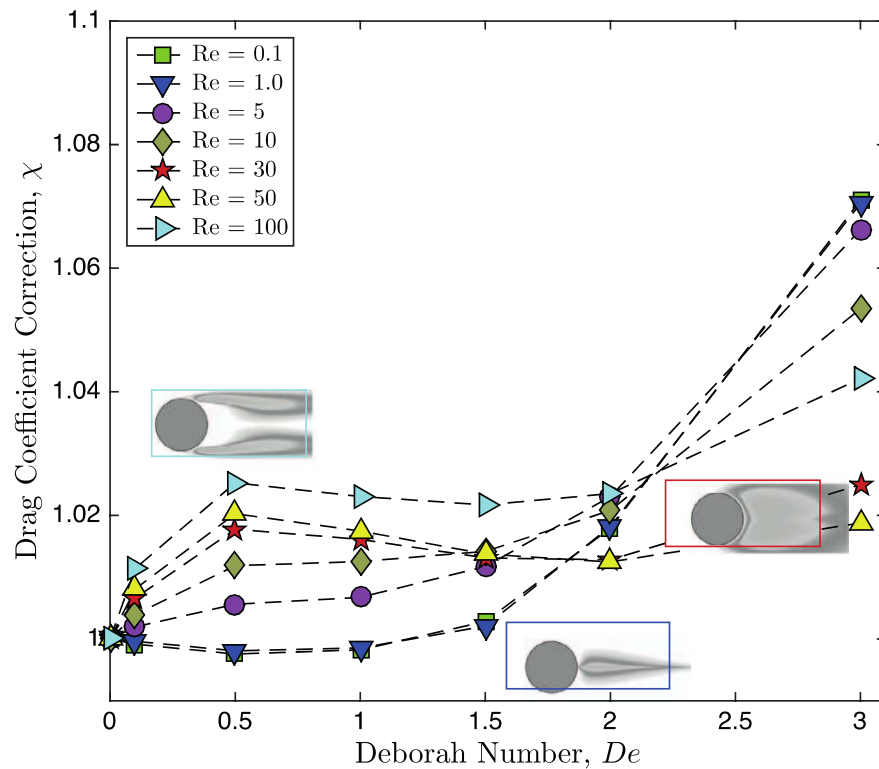 Re = 0.1
Re = 1.0
Re = 5
Re = 10
Re = 30
Re = 50
Re = 100
Drag Coefficient Correction, χ
1.1
1.08
1.06
1.04
1.02
1
0 0.5 1 1.5 2 2.5 3
Deborah Number, De